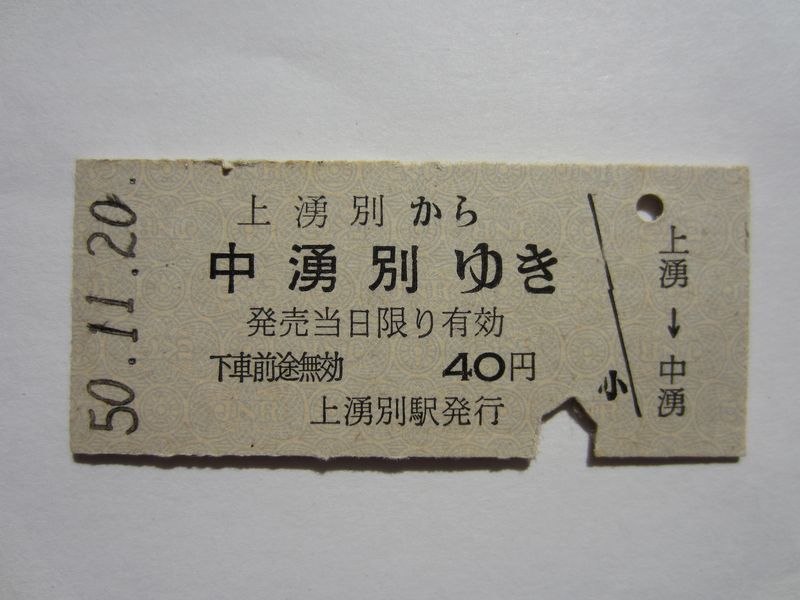 50.11.20.
上湧別から
中湧別ゆき
発売当日限り有効
下車前途無効 40円
上湧別駅発行
小
上湧→中湧